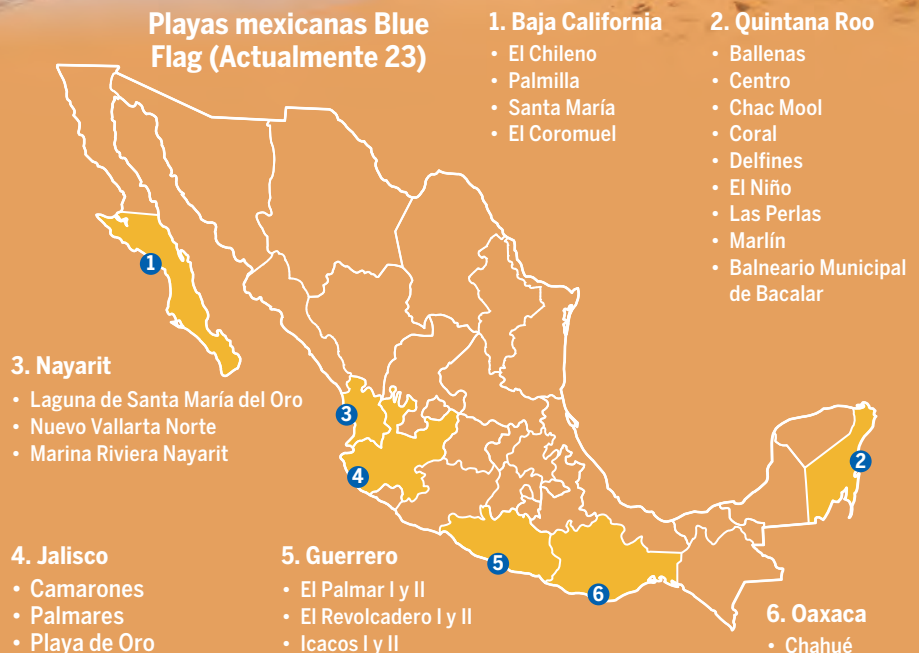 Playas mexicanas Blue
Flag (Actualmente 23)
1. Baja California
• El Chileno
• Palmilla
• Santa María
• El Coromuel
2. Quintana Roo
• Ballenas
• Centro
• Chac Mool
• Coral
• Delfines
• El Niño
• Las Perlas
• Marlín
• Balneario Municipal
de Bacalar
3. Nayarit
• Laguna de Santa María del Oro
• Nuevo Vallarta Norte
• Marina Riviera Nayarit
4. Jalisco
• Camarones
• Palmares
• Playa de Oro
5. Guerrero
• El Palmar I y II
• El Revolcadero I y II
• Icacos I y II
6. Oaxaca
• Chahué
1
2
3
4
5
6